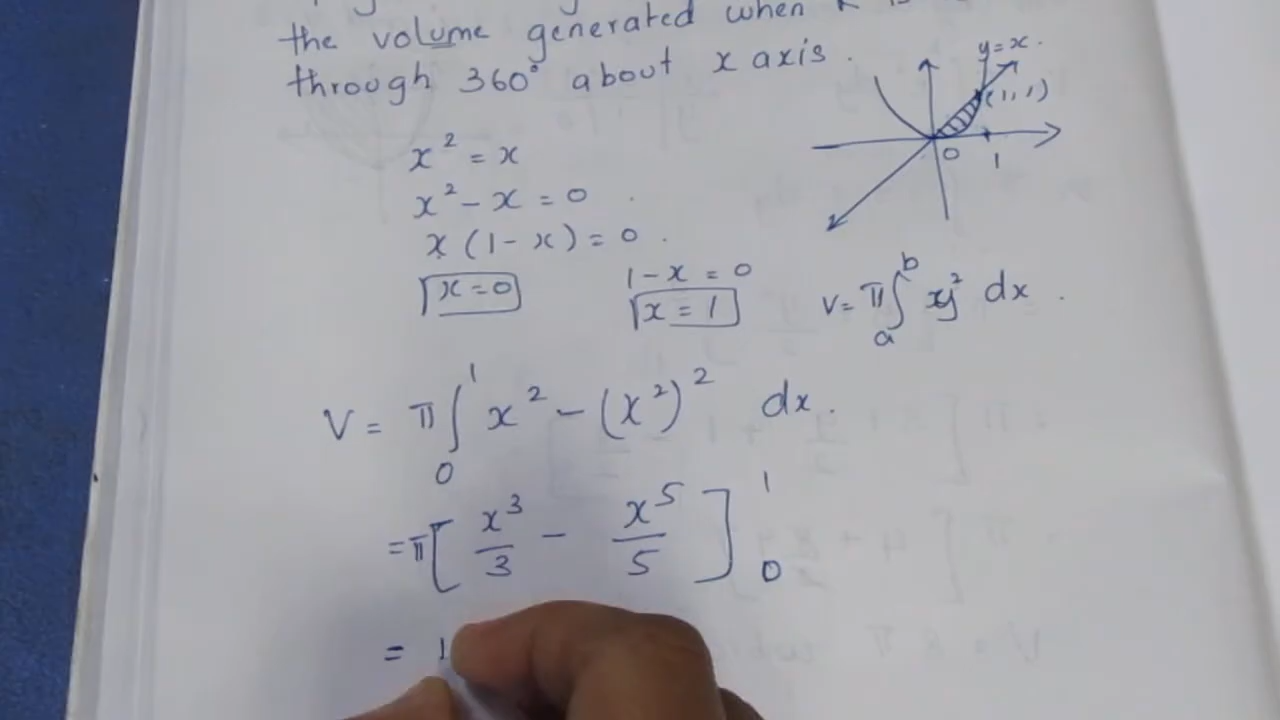 the volume generated when R is
through 360° about x axis.
y=x.
(1,1)
0
1
x² = x
x² - x = 0
x (1-x) = 0.
x=0
1-x = 0
x = 1
V= π∫ₐᵇ y² dx.
V = π∫₀¹ x² - (x²)² dx.
= π[x³/3 - x⁵/5]₀¹
=